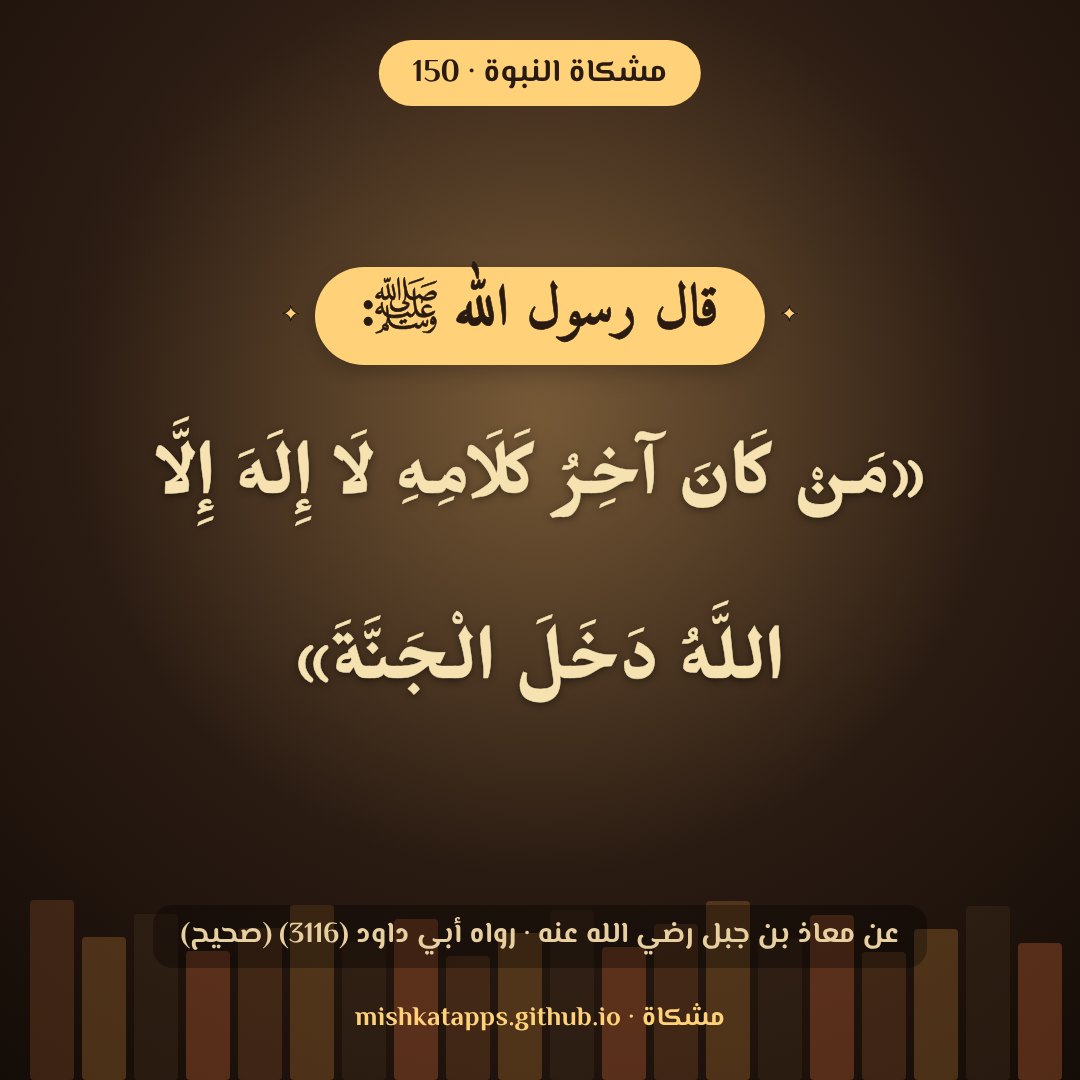 مشكاة النبوة · 150
قال رسول الله ﷺ:
«مَنْ كَانَ آخِرُ كَلَامِهِ لَا إِلَهَ إِلَّا
اللَّهُ دَخَلَ الْجَنَّةَ»
عن معاذ بن جبل رضي الله عنه · رواه أبي داود (3116) (صحيح)
مشكاة · mishkatapps.github.io